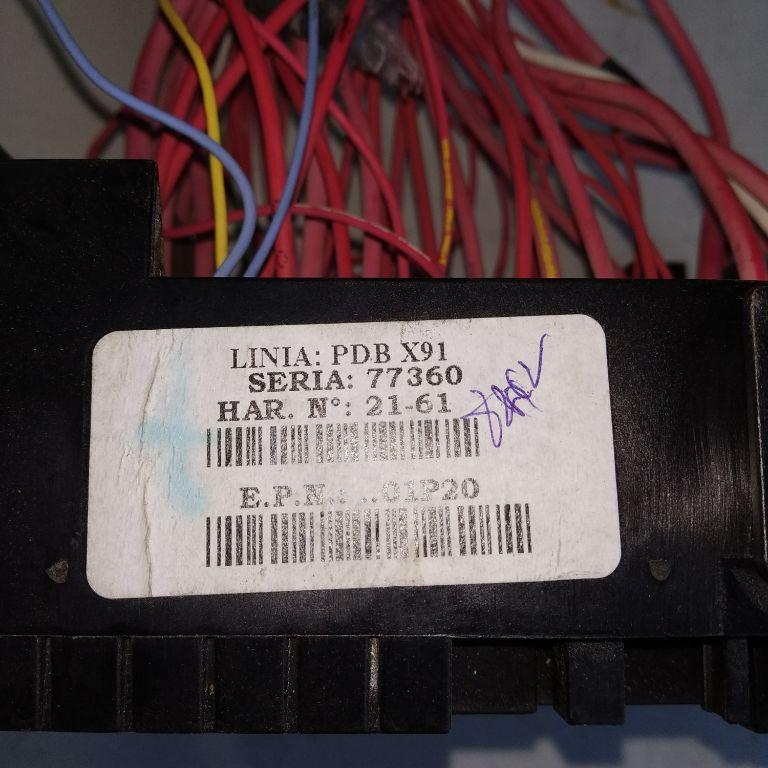 LINIA: PDB X91
SERIA: 77360
HAR. N°: 21-61
E.P.N.: ..01P20